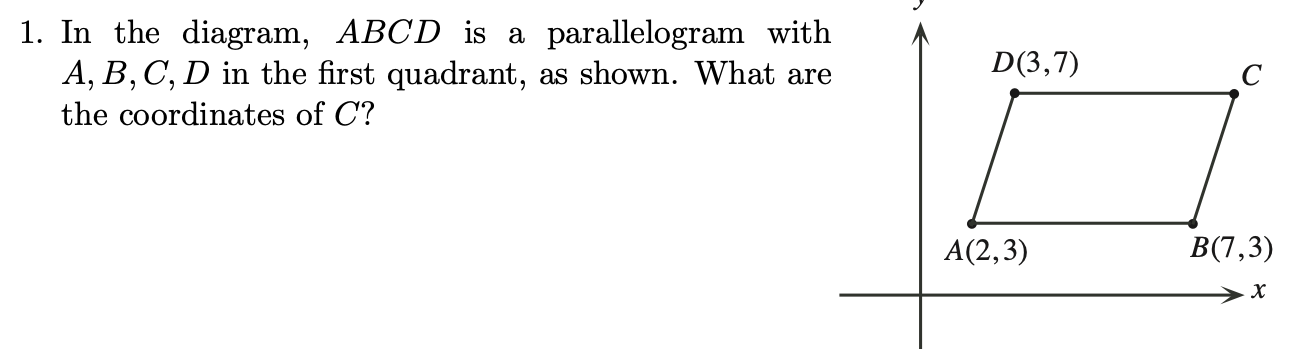 1. In the diagram, ABCD is a parallelogram with
A, B, C, D in the first quadrant, as shown. What are
the coordinates of C?
y
D(3,7)
C
A(2,3)
B(7,3)
x